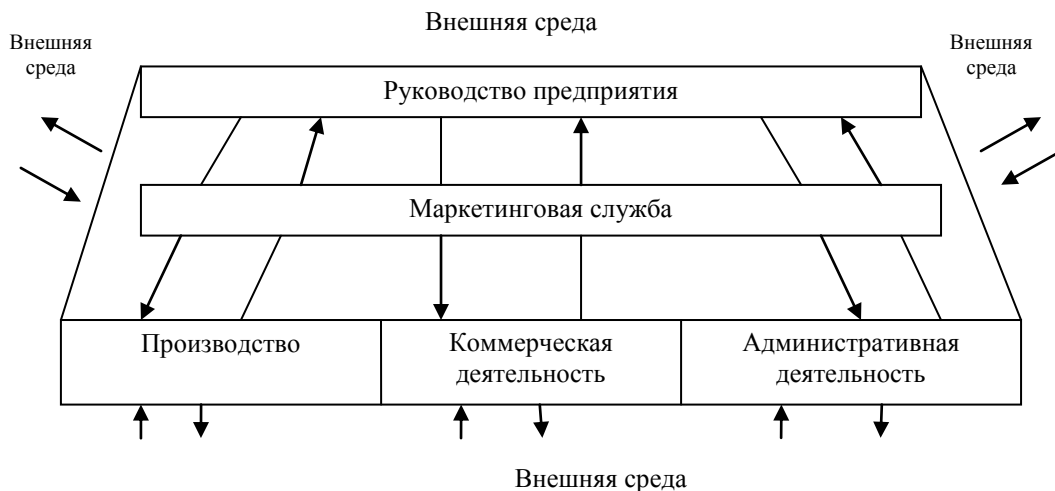 Внешняя среда
Внешняя
среда
Внешняя
среда
Руководство предприятия
Маркетинговая служба
Производство
Коммерческая
деятельность
Административная
деятельность
Внешняя среда